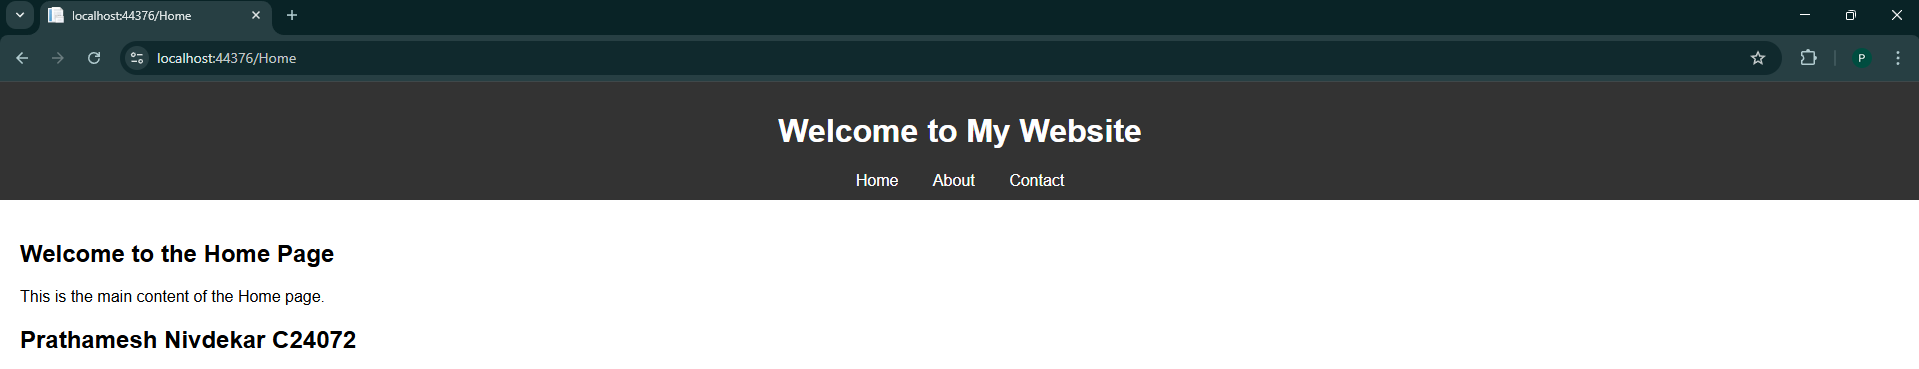 localhost:44376/Home
localhost:44376/Home
P
Welcome to My Website
Home About Contact
Welcome to the Home Page
This is the main content of the Home page.
Prathamesh Nivdekar C24072